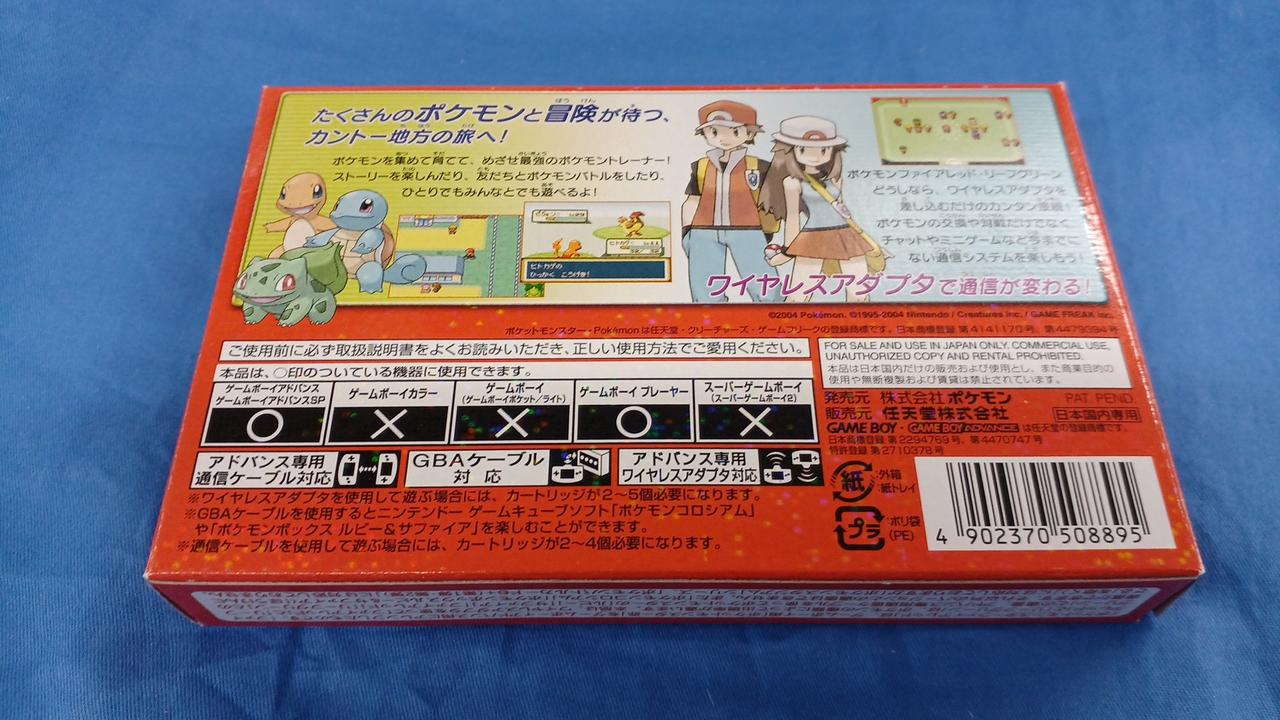 たくさんのポケモンと冒険が待つ、
カントー地方の旅へ!
ポケモンを集めて育てて、めざせ最強のポケモントレーナー!
ストーリーを楽しんだり、友だちとポケモンバトルをしたり、
ひとりでもみんなとでも遊べるよ!
ヒトカゲの
ひっかく こうげき!
ポケモンファイアレッド・リーフグリーン
どうしなら、ワイヤレスアダプタを
差し込むだけのカンタン接続!
ポケモンの交換や対戦だけでなく
チャットやミニゲームなど今までに
ない通信システムを楽しもう!
ワイヤレスアダプタで通信が変わる!
©2004 Pokémon. ©1995-2004 Nintendo / Creatures inc. / GAME FREAK inc.
ポケットモンスター・Pokémonは任天堂・クリーチャーズ・ゲームフリークの登録商標です。日本商標登録 第4141170号、第4479394号
ご使用前に必ず取扱説明書をよくお読みいただき、正しい使用方法でご愛用ください。
本品は、○印のついている機器に使用できます。
ゲームボーイアドバンス
ゲームボーイアドバンスSP
○
ゲームボーイカラー
×
ゲームボーイ
(ゲームボーイポケット/ライト)
×
ゲームボーイ プレーヤー
○
スーパーゲームボーイ
(スーパーゲームボーイ2)
×
アドバンス専用
通信ケーブル対応
GBAケーブル
対 応
アドバンス専用
ワイヤレスアダプタ対応
※ワイヤレスアダプタを使用して遊ぶ場合には、カートリッジが2〜5個必要になります。
※GBAケーブルを使用するとニンテンドー ゲームキューブソフト「ポケモンコロシアム」
や「ポケモンボックス ルビー&サファイア」を楽しむことができます。
※通信ケーブルを使用して遊ぶ場合には、カートリッジが2〜4個必要になります。
FOR SALE AND USE IN JAPAN ONLY. COMMERCIAL USE,
UNAUTHORIZED COPY AND RENTAL PROHIBITED.
本品は日本国内だけの販売および使用とし、また商業目的の
使用や無断複製および賃貸は禁止されています。
発売元 株式会社 ポケモン
PAT. PEND.
販売元 任天堂株式会社
日本国内専用
GAME BOY・GAME BOY ADVANCE は任天堂の登録商標です。
日本商標登録 第2294769号、第4470747号
特許登録 第2710378号
紙
外箱
紙トレイ
プラ
ポリ袋
(PE)
4 902370 508895